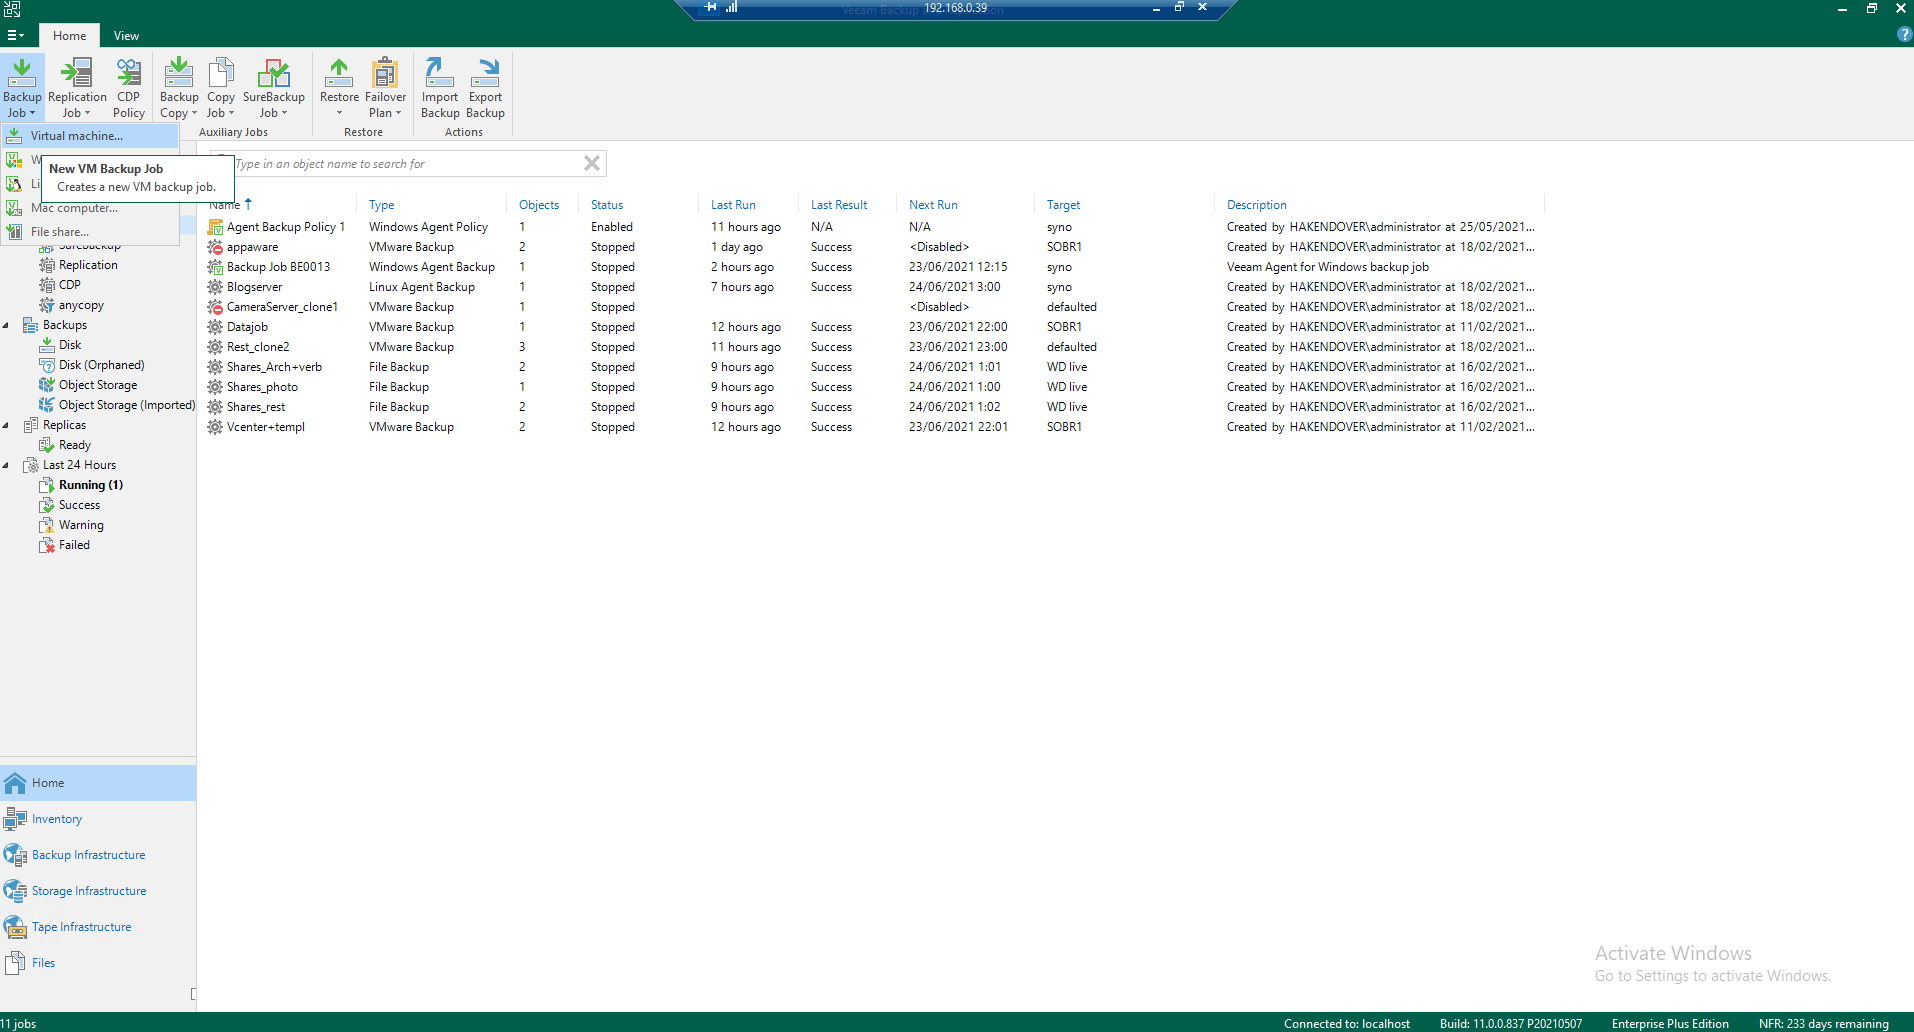 192.168.0.39
Home View
Backup Job
Replication Job
CDP Policy
Backup Copy
Copy Job
SureBackup Job
Restore
Failover Plan
Import Backup
Export Backup
Auxiliary Jobs
Restore
Actions
Virtual machine...
New VM Backup Job
Creates a new VM backup job.
Mac computer...
File share...
Type in an object name to search for
SureBackup
Replication
CDP
anycopy
Backups
Disk
Disk (Orphaned)
Object Storage
Object Storage (Imported)
Replicas
Ready
Last 24 Hours
Running (1)
Success
Warning
Failed
Name Type Objects Status Last Run Last Result Next Run Target Description
Agent Backup Policy 1 Windows Agent Policy 1 Enabled 11 hours ago N/A N/A syno Created by HAKENDOVER\administrator at 25/05/2021...
appaware VMware Backup 2 Stopped 1 day ago Success <Disabled> SOBR1 Created by HAKENDOVER\administrator at 18/02/2021...
Backup Job BE0013 Windows Agent Backup 1 Stopped 2 hours ago Success 23/06/2021 12:15 syno Veeam Agent for Windows backup job
Blogserver Linux Agent Backup 1 Stopped 7 hours ago Success 24/06/2021 3:00 syno Created by HAKENDOVER\administrator at 18/02/2021...
CameraServer_clone1 VMware Backup 1 Stopped <Disabled> defaulted Created by HAKENDOVER\administrator at 18/02/2021...
Datajob VMware Backup 1 Stopped 12 hours ago Success 23/06/2021 22:00 SOBR1 Created by HAKENDOVER\administrator at 11/02/2021...
Rest_clone2 VMware Backup 3 Stopped 11 hours ago Success 23/06/2021 23:00 defaulted Created by HAKENDOVER\administrator at 18/02/2021...
Shares_Arch+verb File Backup 2 Stopped 9 hours ago Success 24/06/2021 1:01 WD live Created by HAKENDOVER\administrator at 16/02/2021...
Shares_photo File Backup 1 Stopped 9 hours ago Success 24/06/2021 1:00 WD live Created by HAKENDOVER\administrator at 16/02/2021...
Shares_rest File Backup 2 Stopped 9 hours ago Success 24/06/2021 1:02 WD live Created by HAKENDOVER\administrator at 16/02/2021...
Vcenter+templ VMware Backup 2 Stopped 12 hours ago Success 23/06/2021 22:01 SOBR1 Created by HAKENDOVER\administrator at 11/02/2021...
Home
Inventory
Backup Infrastructure
Storage Infrastructure
Tape Infrastructure
Files
Activate Windows
Go to Settings to activate Windows.
11 jobs Connected to: localhost Build: 11.0.0.837 P20210507 Enterprise Plus Edition NFR: 233 days remaining